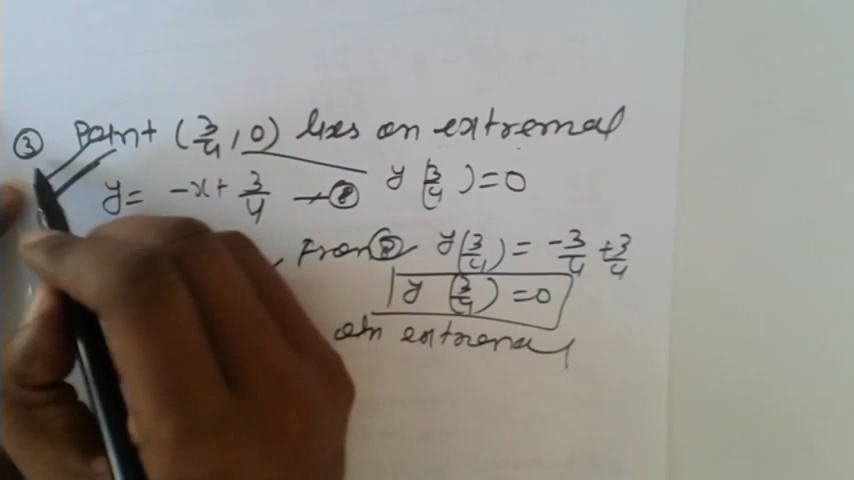 ③ Point (3/4, 0) lies on extremal
y = -x + 3/4 — ⑧ y(3/4) = 0
From ⑧ y(3/4) = -3/4 + 3/4
y (3/4) = 0
on extremal